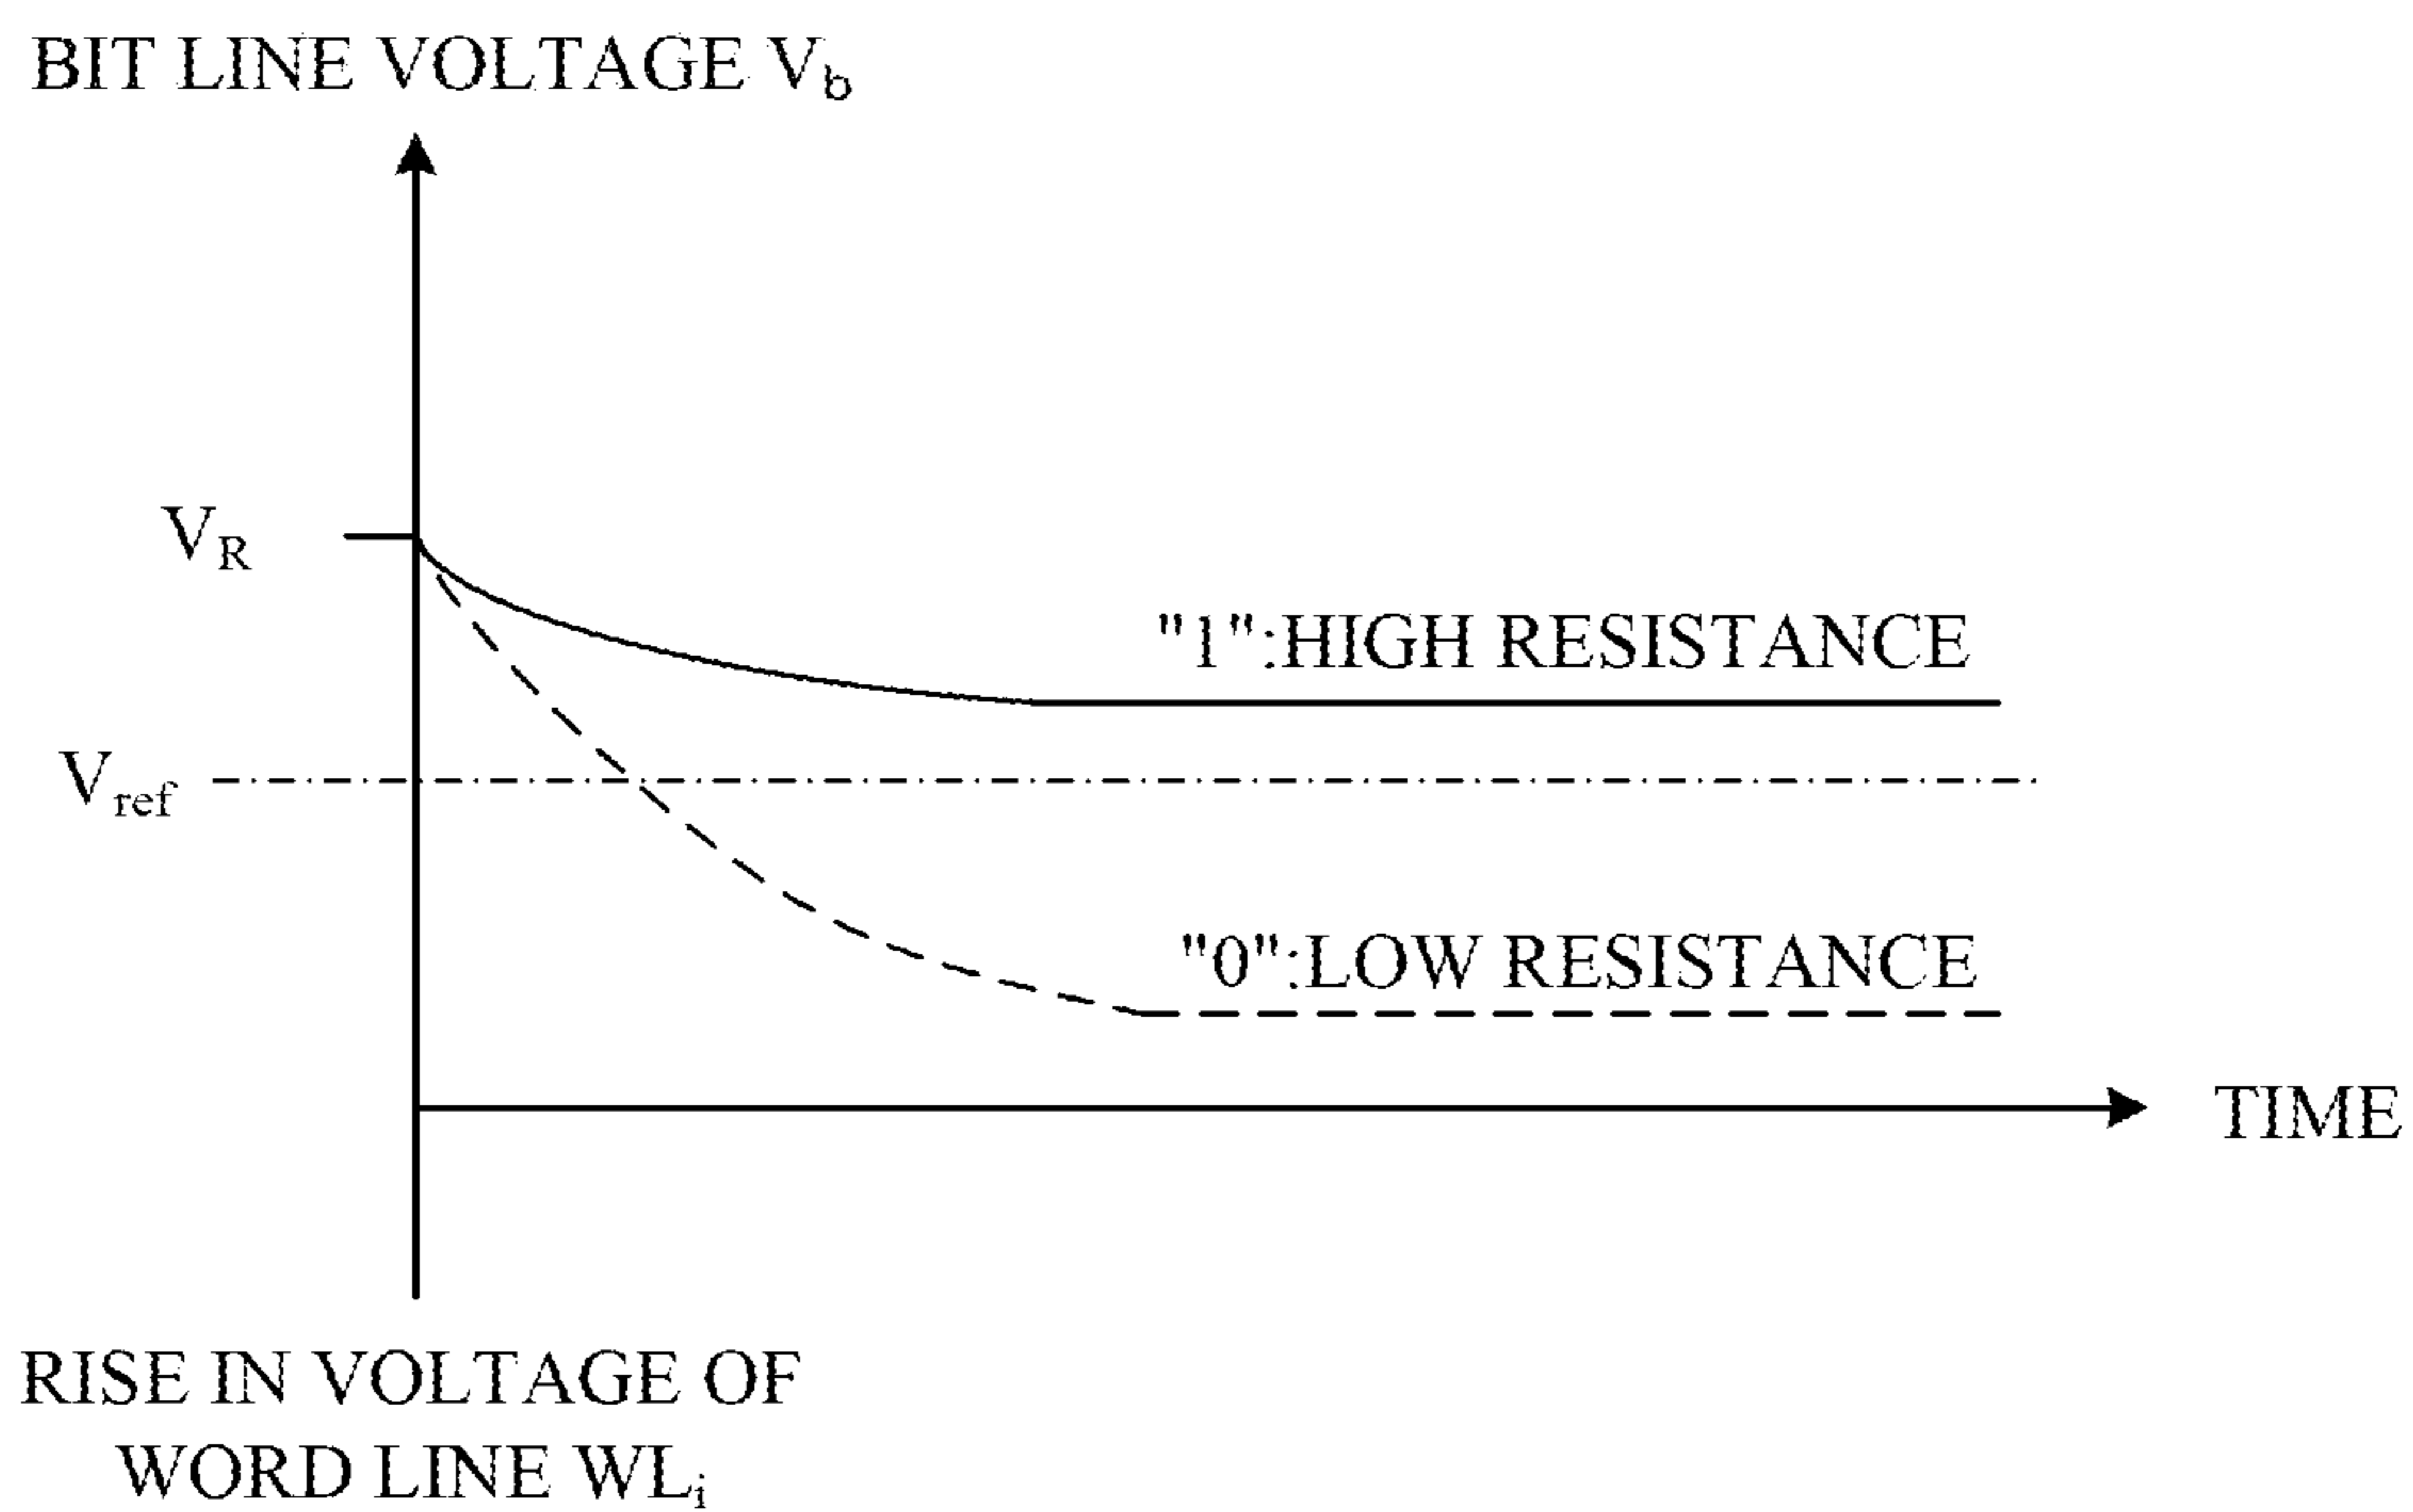 BIT LINE VOLTAGE Vb
VR
"1":HIGH RESISTANCE
Vref
"0":LOW RESISTANCE
TIME
RISE IN VOLTAGE OF
WORD LINE WLi